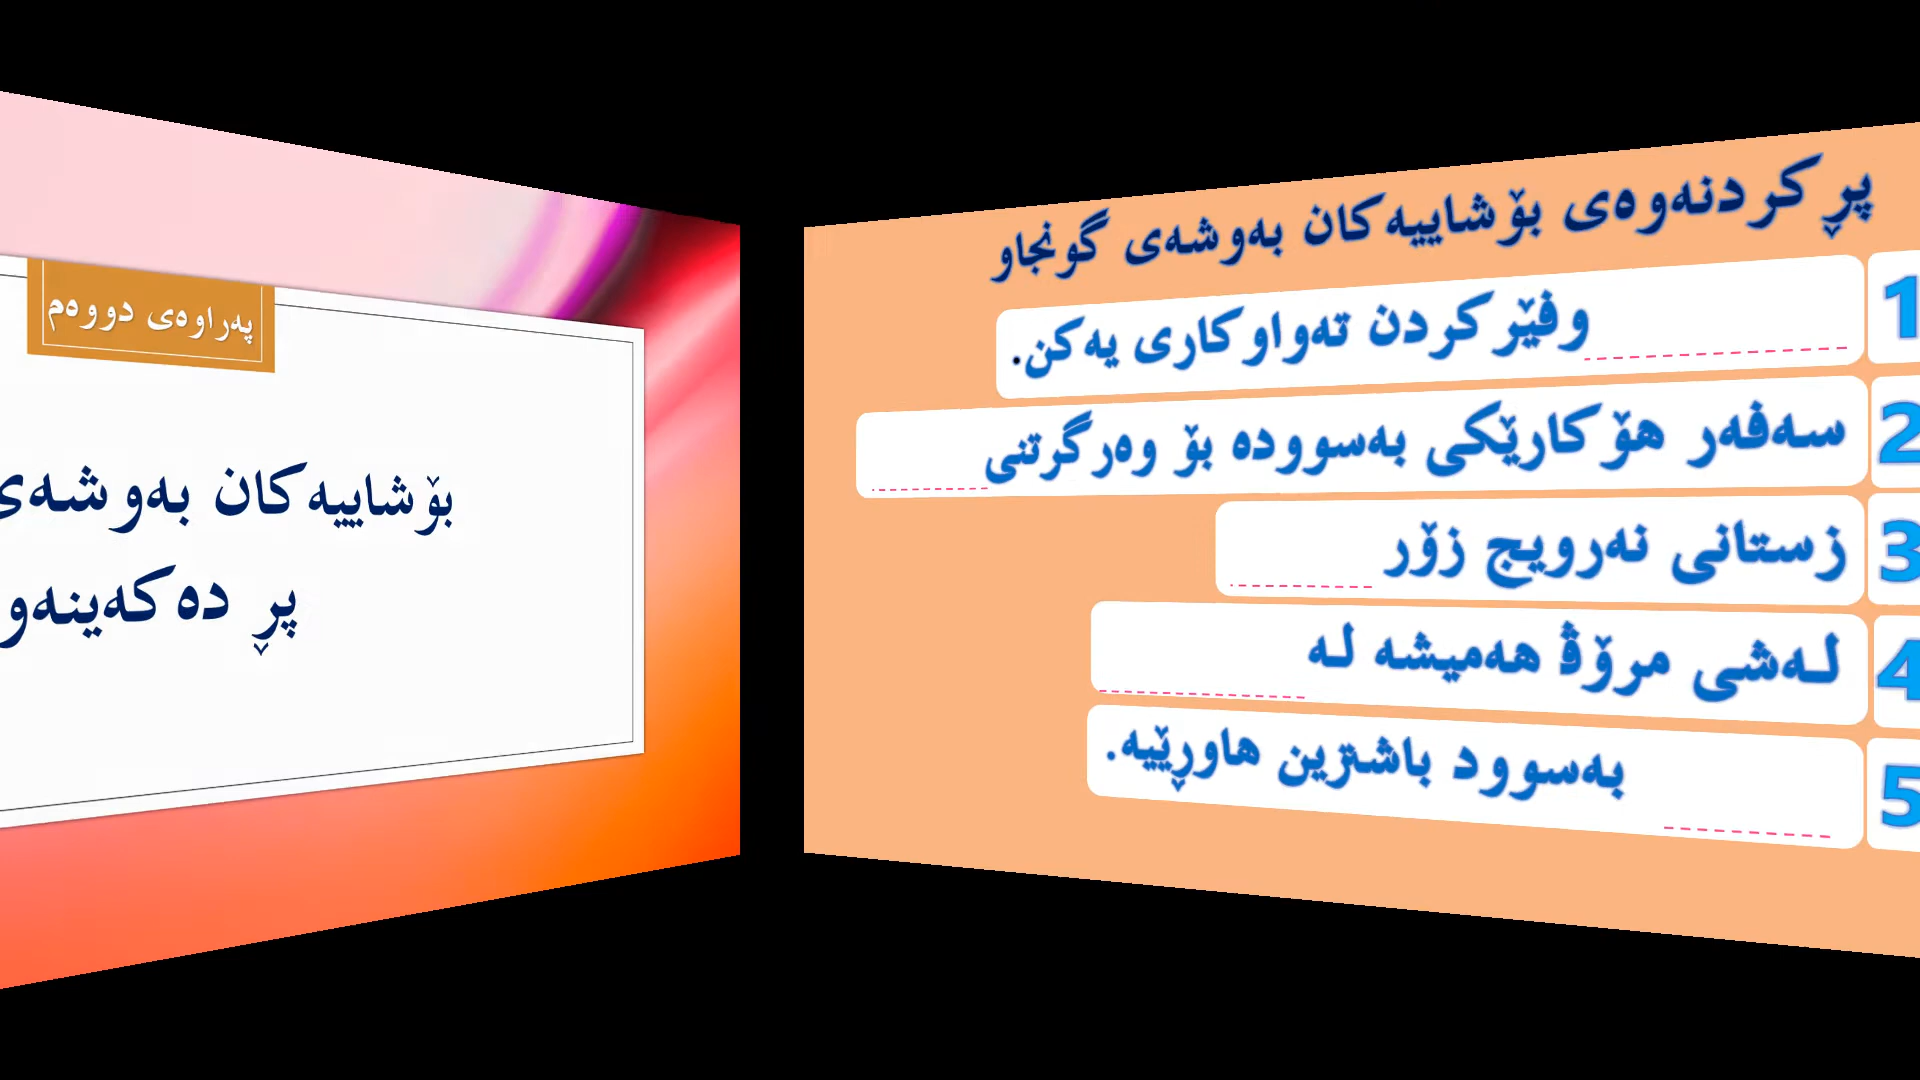 پەراوەی دووەم
بۆشاییەکان بەوشەی
پڕ دەکەینەو
پڕکردنەوەی بۆشاییەکان بەوشەی گونجاو
1 وفێرکردن تەواوکاری یەکن.
2 سەفەر هۆکارێکی بەسوودە بۆ وەرگرتنی
3 زستانی نەرویج زۆر
4 لەشی مرۆڤ هەمیشە لە
5 بەسوود باشترین هاوڕێیە.